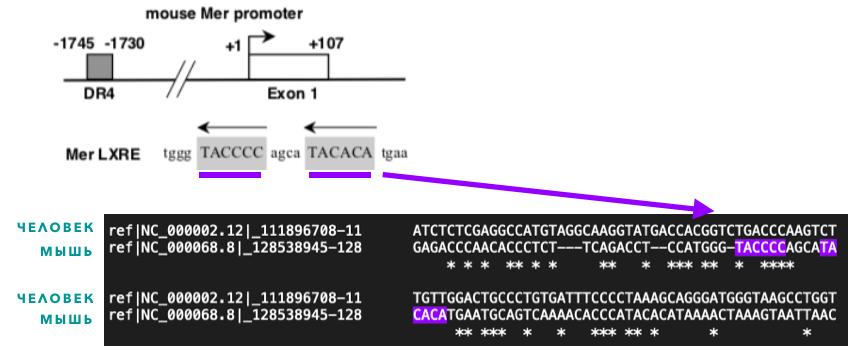 mouse Mer promoter
-1745 -1730 +1 +107
DR4 Exon 1
Mer LXRE tggg TACCCC agca TACACA tgaa
ЧЕЛОВЕК ref|NC_000002.12|_111896708-11 ATCTCTCGAGGCCATGTAGGCAAGGTATGACCACGGTCTGACCCAAGTCT
МЫШЬ ref|NC_000068.8|_128538945-128 GAGACCCAACACCCTCT---TCAGACCT--CCATGGG-TACCCCAGCATA
* * * ** * * ** * *** ** * ****
ЧЕЛОВЕК ref|NC_000002.12|_111896708-11 TGTTGGACTGCCCTGTGATTTCCCCTAAAGCAGGGATGGGTAAGCCTGGT
МЫШЬ ref|NC_000068.8|_128538945-128 CACATGAATGCAGTCAAAACACCCATACACATAAAACTAAAGTAATTAAC
** *** * * *** ** * * *